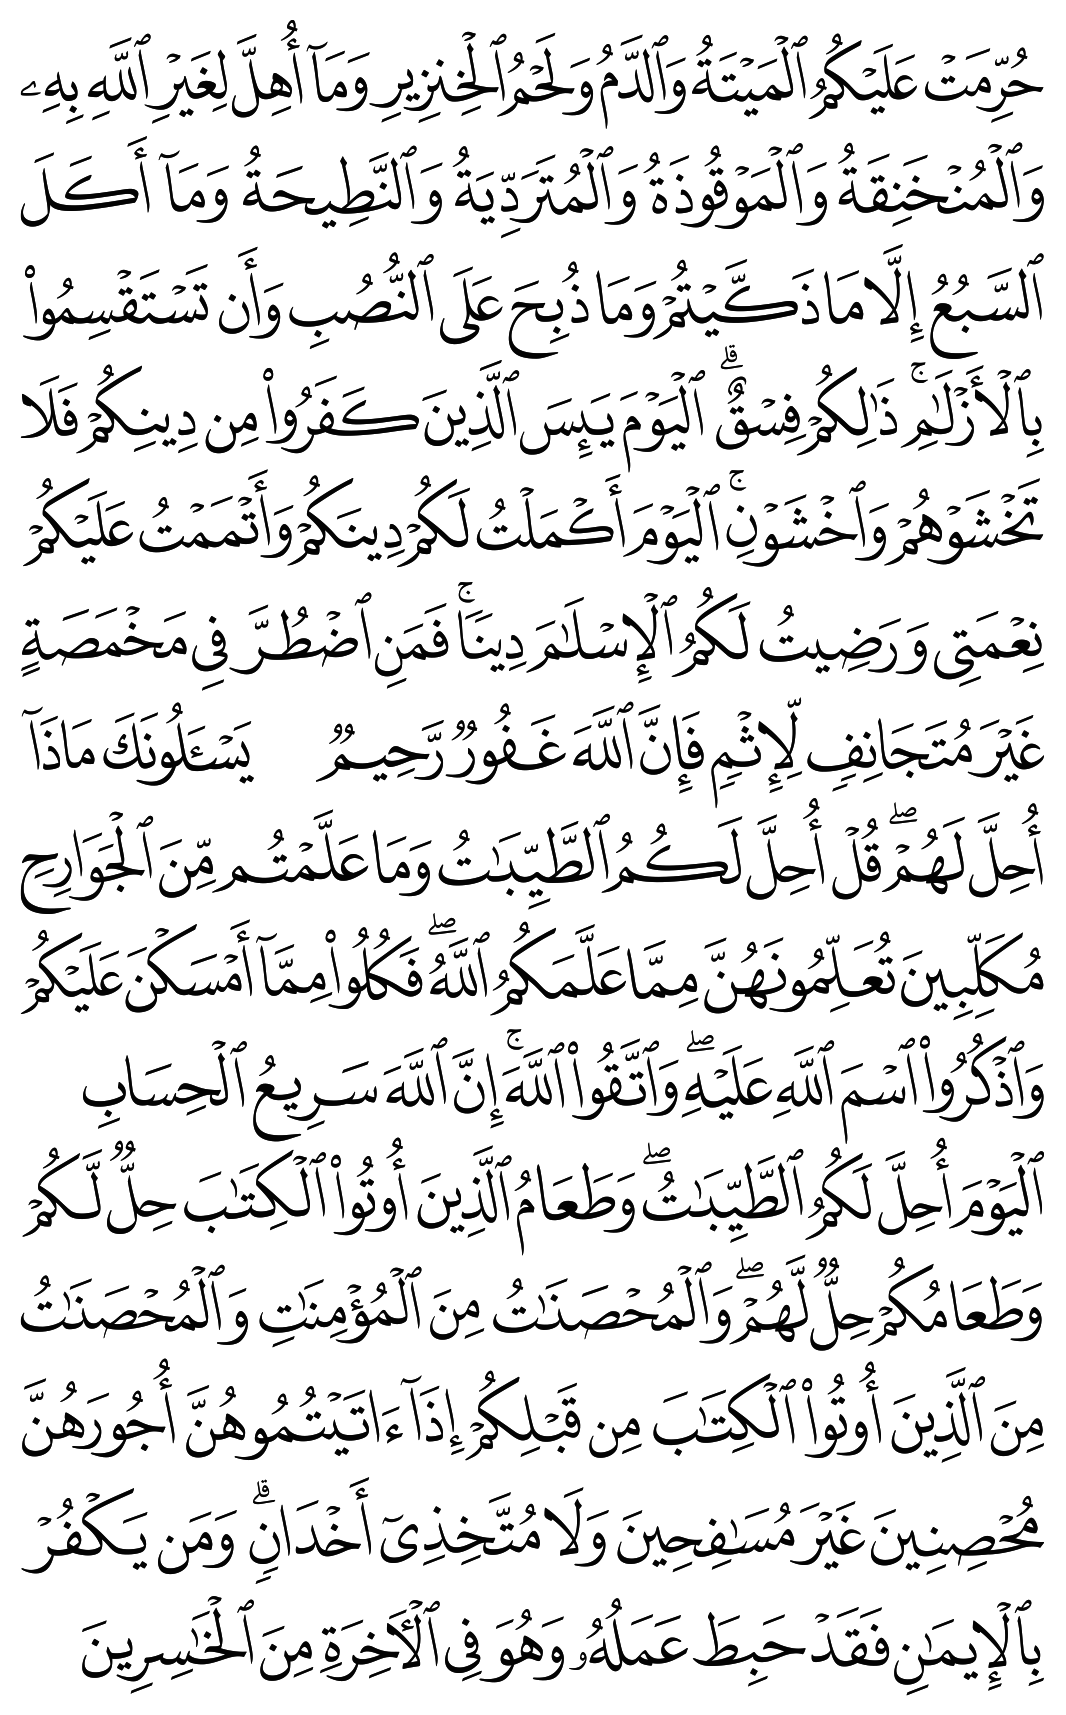 حُرِّمَتۡ عَلَيۡكُمُ ٱلۡمَيۡتَةُ وَٱلدَّمُ وَلَحۡمُ ٱلۡخِنزِيرِ وَمَآ أُهِلَّ لِغَيۡرِ ٱللَّهِ بِهِۦ
وَٱلۡمُنۡخَنِقَةُ وَٱلۡمَوۡقُوذَةُ وَٱلۡمُتَرَدِّيَةُ وَٱلنَّطِيحَةُ وَمَآ أَكَلَ
ٱلسَّبُعُ إِلَّا مَا ذَكَّيۡتُمۡ وَمَا ذُبِحَ عَلَى ٱلنُّصُبِ وَأَن تَسۡتَقۡسِمُواْ
بِٱلۡأَزۡلَٰمِۚ ذَٰلِكُمۡ فِسۡقٌۗ ٱلۡيَوۡمَ يَئِسَ ٱلَّذِينَ كَفَرُواْ مِن دِينِكُمۡ فَلَا
تَخۡشَوۡهُمۡ وَٱخۡشَوۡنِۚ ٱلۡيَوۡمَ أَكۡمَلۡتُ لَكُمۡ دِينَكُمۡ وَأَتۡمَمۡتُ عَلَيۡكُمۡ
نِعۡمَتِي وَرَضِيتُ لَكُمُ ٱلۡإِسۡلَٰمَ دِينٗاۚ فَمَنِ ٱضۡطُرَّ فِي مَخۡمَصَةٍ
غَيۡرَ مُتَجَانِفٖ لِّإِثۡمٖ فَإِنَّ ٱللَّهَ غَفُورٞ رَّحِيمٞ يَسۡـَٔلُونَكَ مَاذَآ
أُحِلَّ لَهُمۡۖ قُلۡ أُحِلَّ لَكُمُ ٱلطَّيِّبَٰتُ وَمَا عَلَّمۡتُم مِّنَ ٱلۡجَوَارِحِ
مُكَلِّبِينَ تُعَلِّمُونَهُنَّ مِمَّا عَلَّمَكُمُ ٱللَّهُۖ فَكُلُواْ مِمَّآ أَمۡسَكۡنَ عَلَيۡكُمۡ
وَٱذۡكُرُواْ ٱسۡمَ ٱللَّهِ عَلَيۡهِۖ وَٱتَّقُواْ ٱللَّهَۚ إِنَّ ٱللَّهَ سَرِيعُ ٱلۡحِسَابِ
ٱلۡيَوۡمَ أُحِلَّ لَكُمُ ٱلطَّيِّبَٰتُۖ وَطَعَامُ ٱلَّذِينَ أُوتُواْ ٱلۡكِتَٰبَ حِلّٞ لَّكُمۡ
وَطَعَامُكُمۡ حِلّٞ لَّهُمۡۖ وَٱلۡمُحۡصَنَٰتُ مِنَ ٱلۡمُؤۡمِنَٰتِ وَٱلۡمُحۡصَنَٰتُ
مِنَ ٱلَّذِينَ أُوتُواْ ٱلۡكِتَٰبَ مِن قَبۡلِكُمۡ إِذَآ ءَاتَيۡتُمُوهُنَّ أُجُورَهُنَّ
مُحۡصِنِينَ غَيۡرَ مُسَٰفِحِينَ وَلَا مُتَّخِذِيٓ أَخۡدَانٖۗ وَمَن يَكۡفُرۡ
بِٱلۡإِيمَٰنِ فَقَدۡ حَبِطَ عَمَلُهُۥ وَهُوَ فِي ٱلۡأٓخِرَةِ مِنَ ٱلۡخَٰسِرِينَ